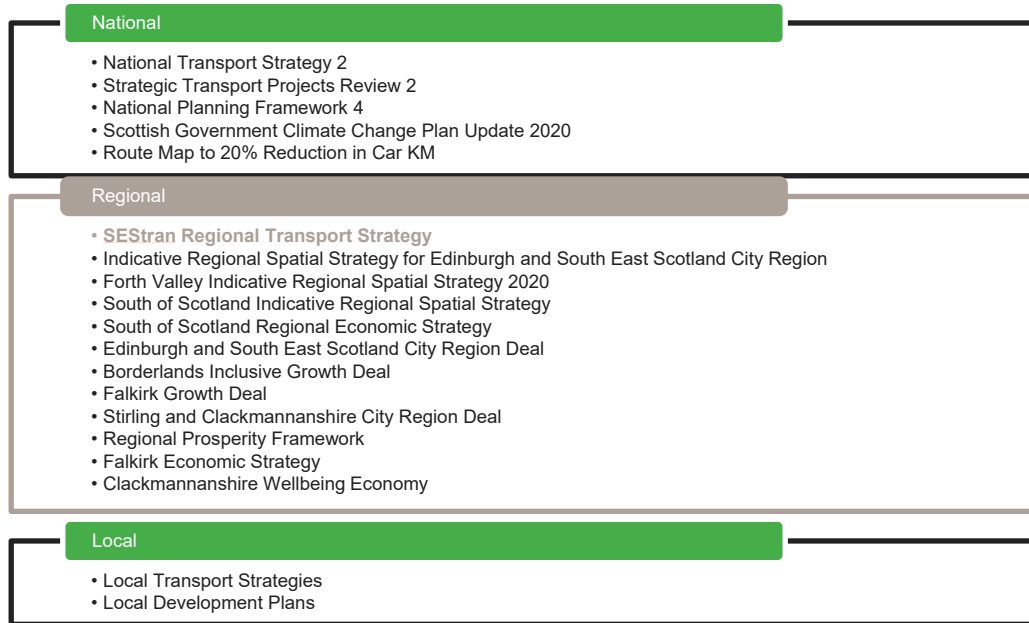 National
• National Transport Strategy 2
• Strategic Transport Projects Review 2
• National Planning Framework 4
• Scottish Government Climate Change Plan Update 2020
• Route Map to 20% Reduction in Car KM
Regional
• SEStran Regional Transport Strategy
• Indicative Regional Spatial Strategy for Edinburgh and South East Scotland City Region
• Forth Valley Indicative Regional Spatial Strategy 2020
• South of Scotland Indicative Regional Spatial Strategy
• South of Scotland Regional Economic Strategy
• Edinburgh and South East Scotland City Region Deal
• Borderlands Inclusive Growth Deal
• Falkirk Growth Deal
• Stirling and Clackmannanshire City Region Deal
• Regional Prosperity Framework
• Falkirk Economic Strategy
• Clackmannanshire Wellbeing Economy
Local
• Local Transport Strategies
• Local Development Plans